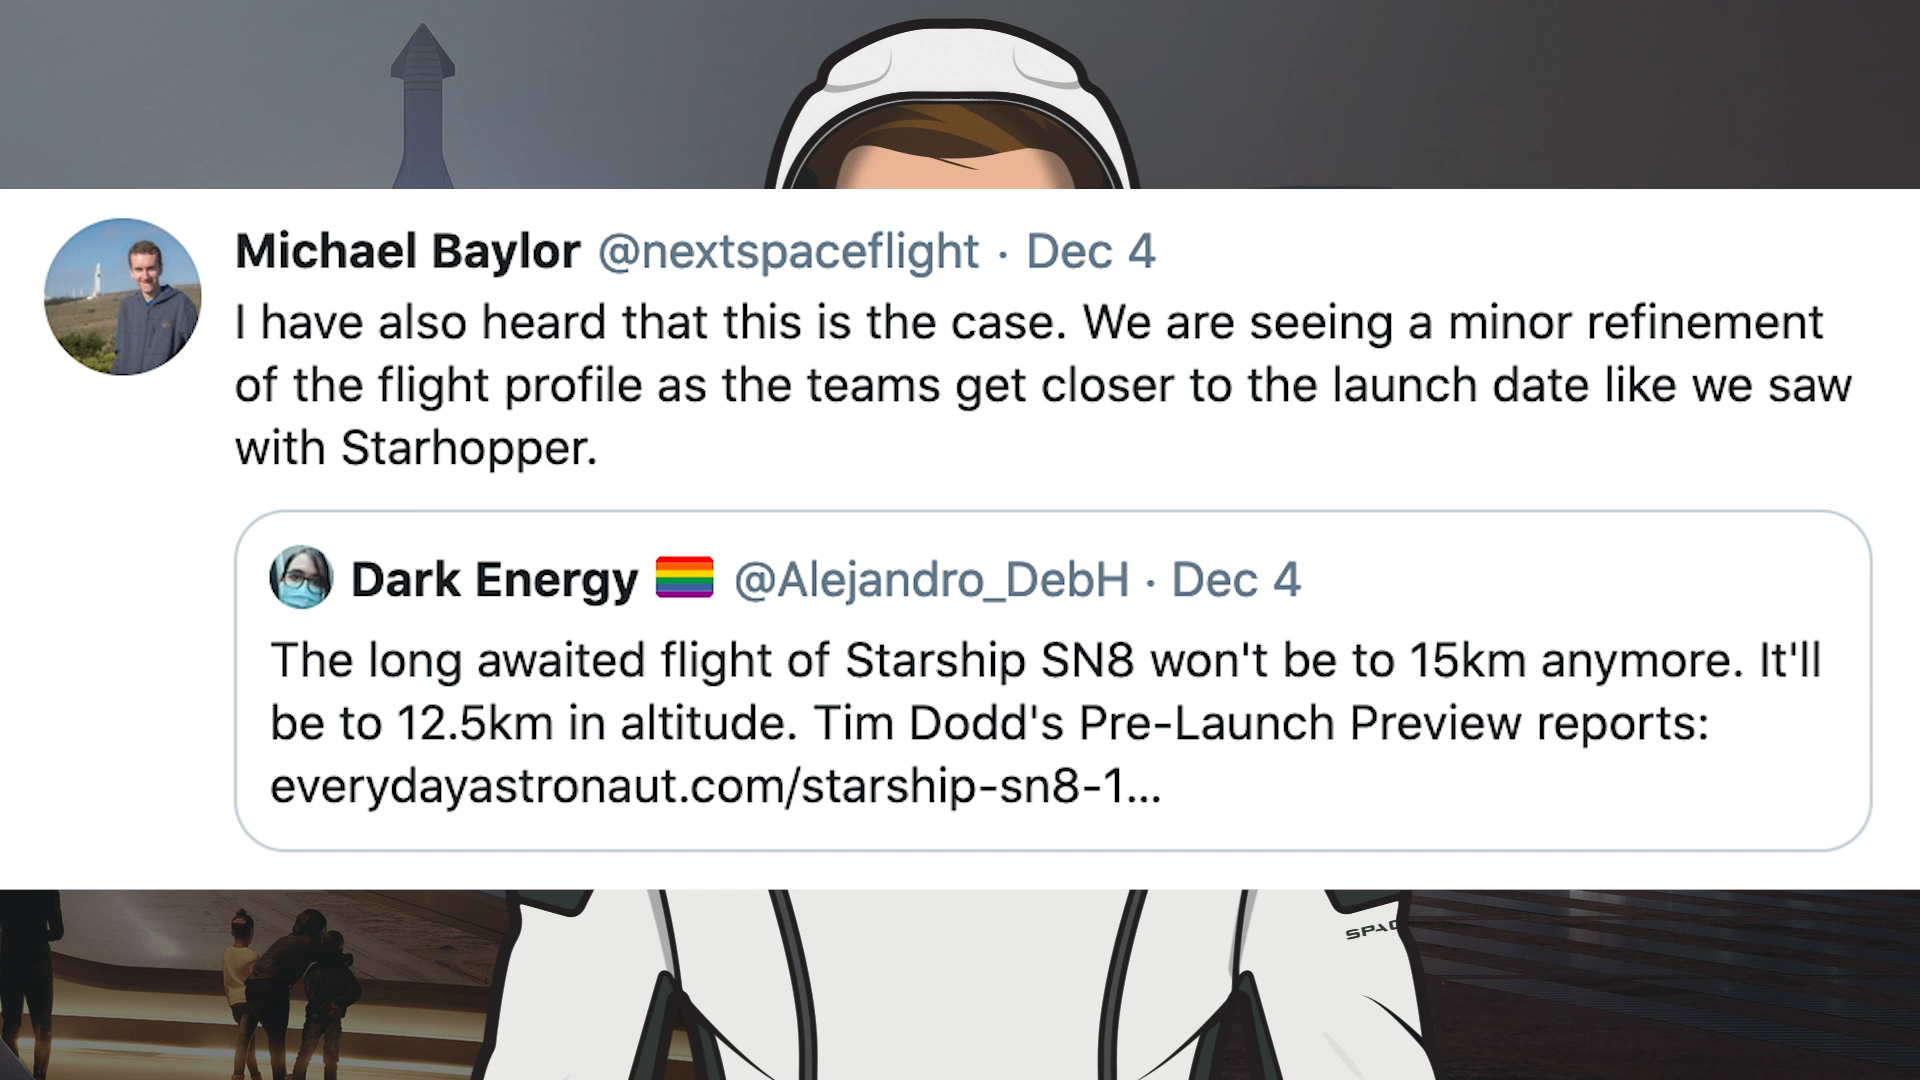 Michael Baylor @nextspaceflight · Dec 4
I have also heard that this is the case. We are seeing a minor refinement
of the flight profile as the teams get closer to the launch date like we saw
with Starhopper.
Dark Energy 🏳️‍🌈 @Alejandro_DebH · Dec 4
The long awaited flight of Starship SN8 won't be to 15km anymore. It'll
be to 12.5km in altitude. Tim Dodd's Pre-Launch Preview reports:
everydayastronaut.com/starship-sn8-1...
SPAC